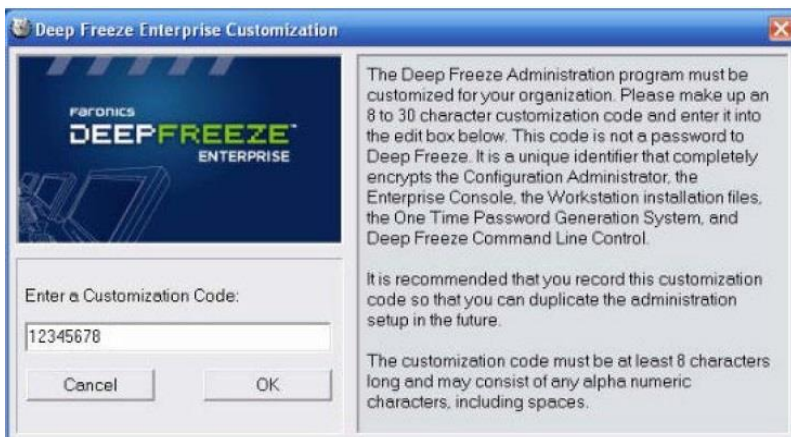 Deep Freeze Enterprise Customization
Faronics
DEEPFREEZE
ENTERPRISE
Enter a Customization Code:
12345678
Cancel
OK
The Deep Freeze Administration program must be
customized for your organization. Please make up an
8 to 30 character customization code and enter it into
the edit box below. This code is not a password to
Deep Freeze. It is a unique identifier that completely
encrypts the Configuration Administrator, the
Enterprise Console, the Workstation installation files,
the One Time Password Generation System, and
Deep Freeze Command Line Control.
It is recommended that you record this customization
code so that you can duplicate the administration
setup in the future.
The customization code must be at least 8 characters
long and may consist of any alpha numeric
characters, including spaces.